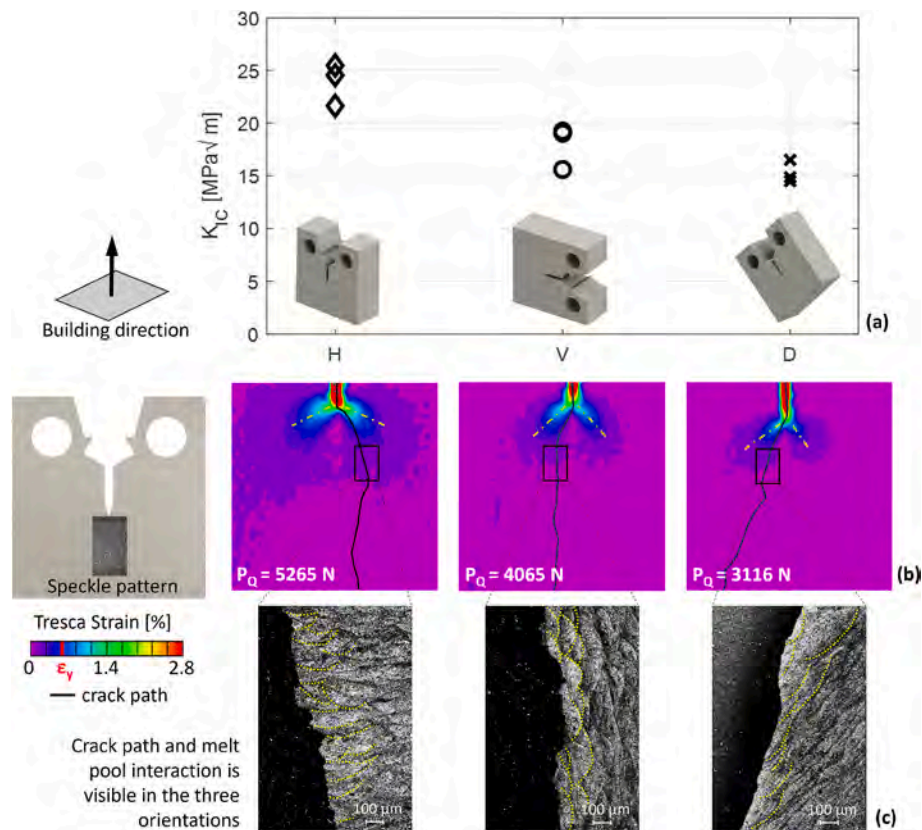 30
25
20
15
10
5
0
K_IC [MPa√m]
H V D
(a)
Building direction
Speckle pattern
P_Q = 5265 N
P_Q = 4065 N
P_Q = 3116 N
(b)
Tresca Strain [%]
0 ε_y 1.4 2.8
crack path
Crack path and melt
pool interaction is
visible in the three
orientations
100 µm
100 µm
100 µm
(c)